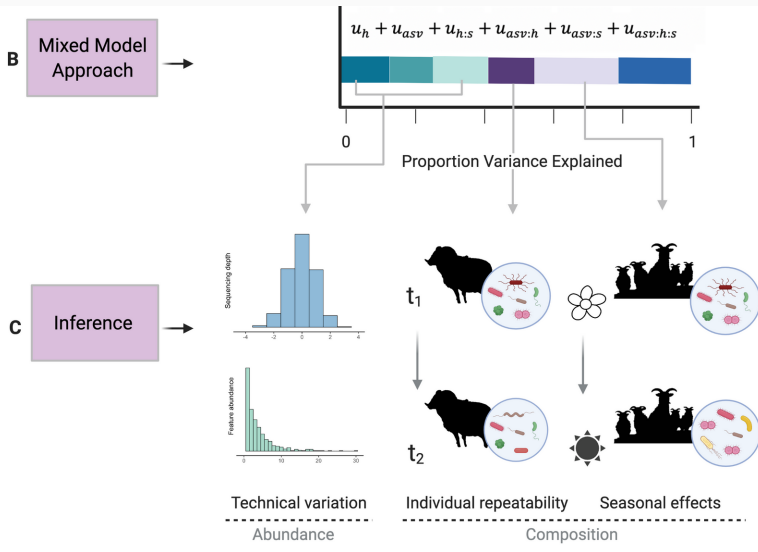 B
Mixed Model
Approach
u_h + u_asv + u_h:s + u_asv:h + u_asv:s + u_asv:h:s
0
1
Proportion Variance Explained
C
Inference
Sequencing depth
-4 -2 0 2 4
Feature abundance
0 10 20 30
t₁
t₂
Technical variation
Individual repeatability
Seasonal effects
Abundance
Composition